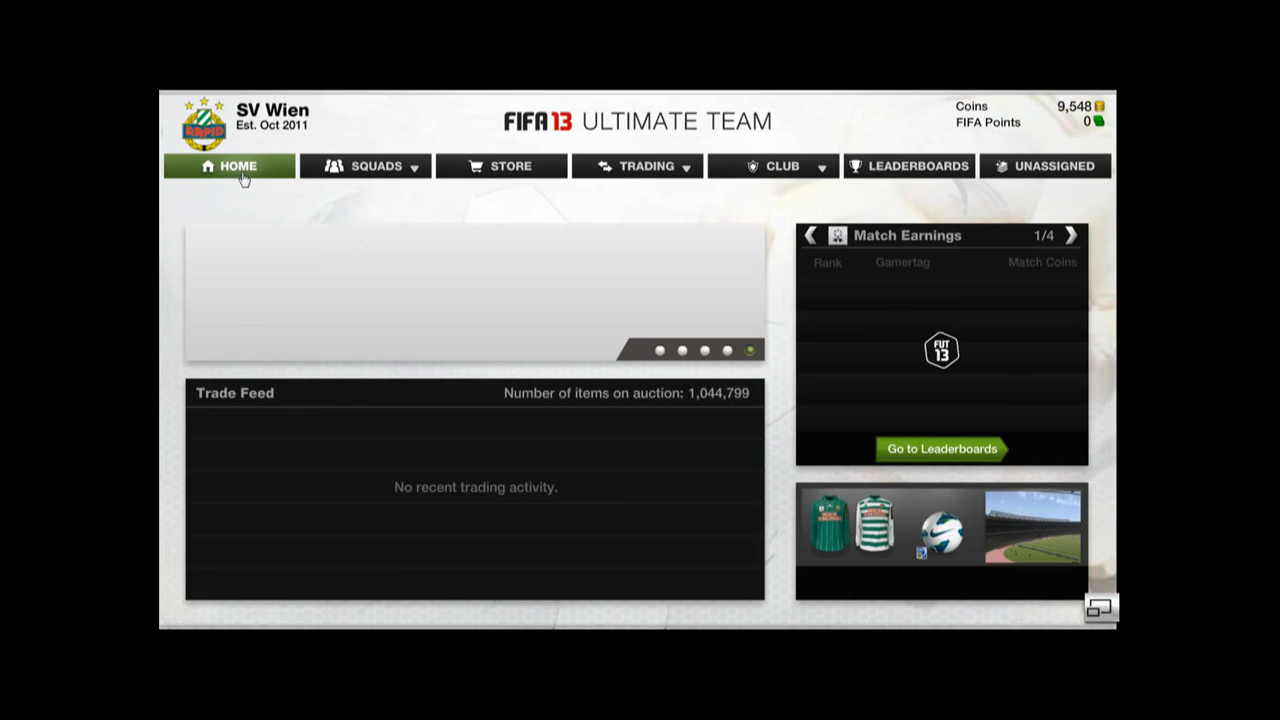 SV Wien
Est. Oct 2011
RAPID
FIFA 13 ULTIMATE TEAM
Coins 9,548
FIFA Points 0
HOME SQUADS STORE TRADING CLUB LEADERBOARDS UNASSIGNED
Match Earnings 1/4
Rank Gamertag Match Coins
FUT
13
Trade Feed Number of items on auction: 1,044,799
Go to Leaderboards
No recent trading activity.